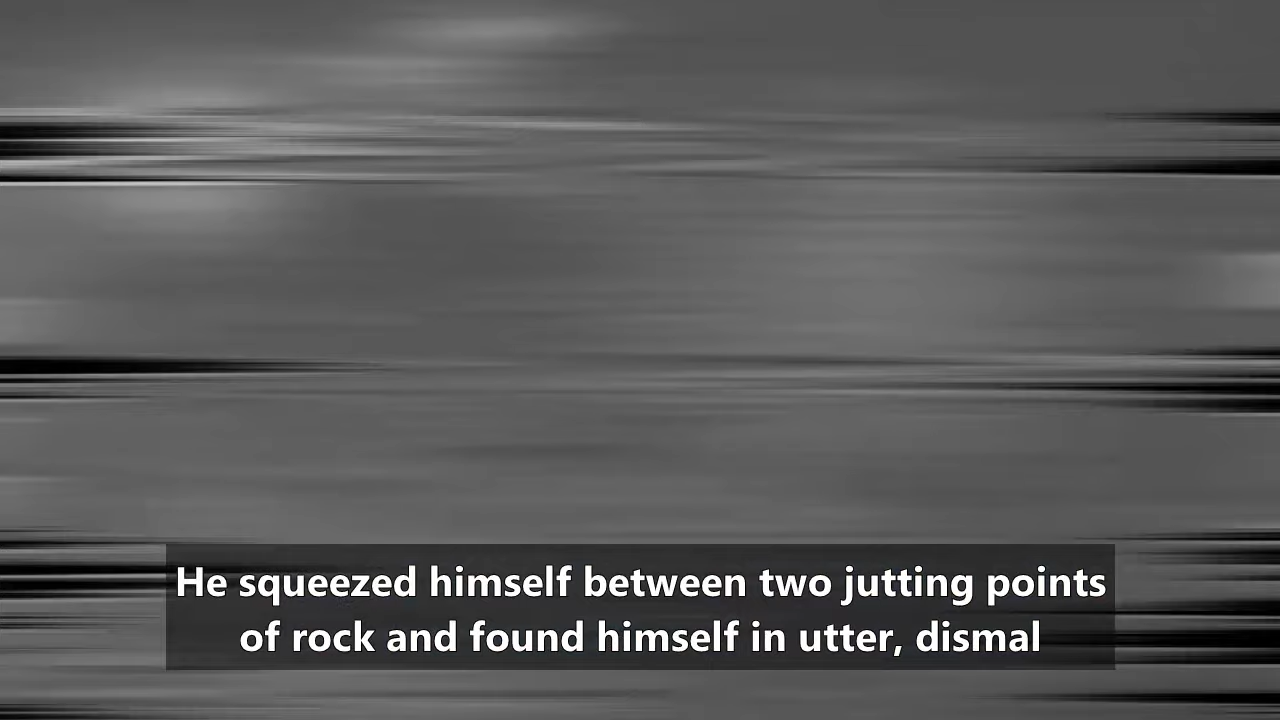 He squeezed himself between two jutting points
of rock and found himself in utter, dismal